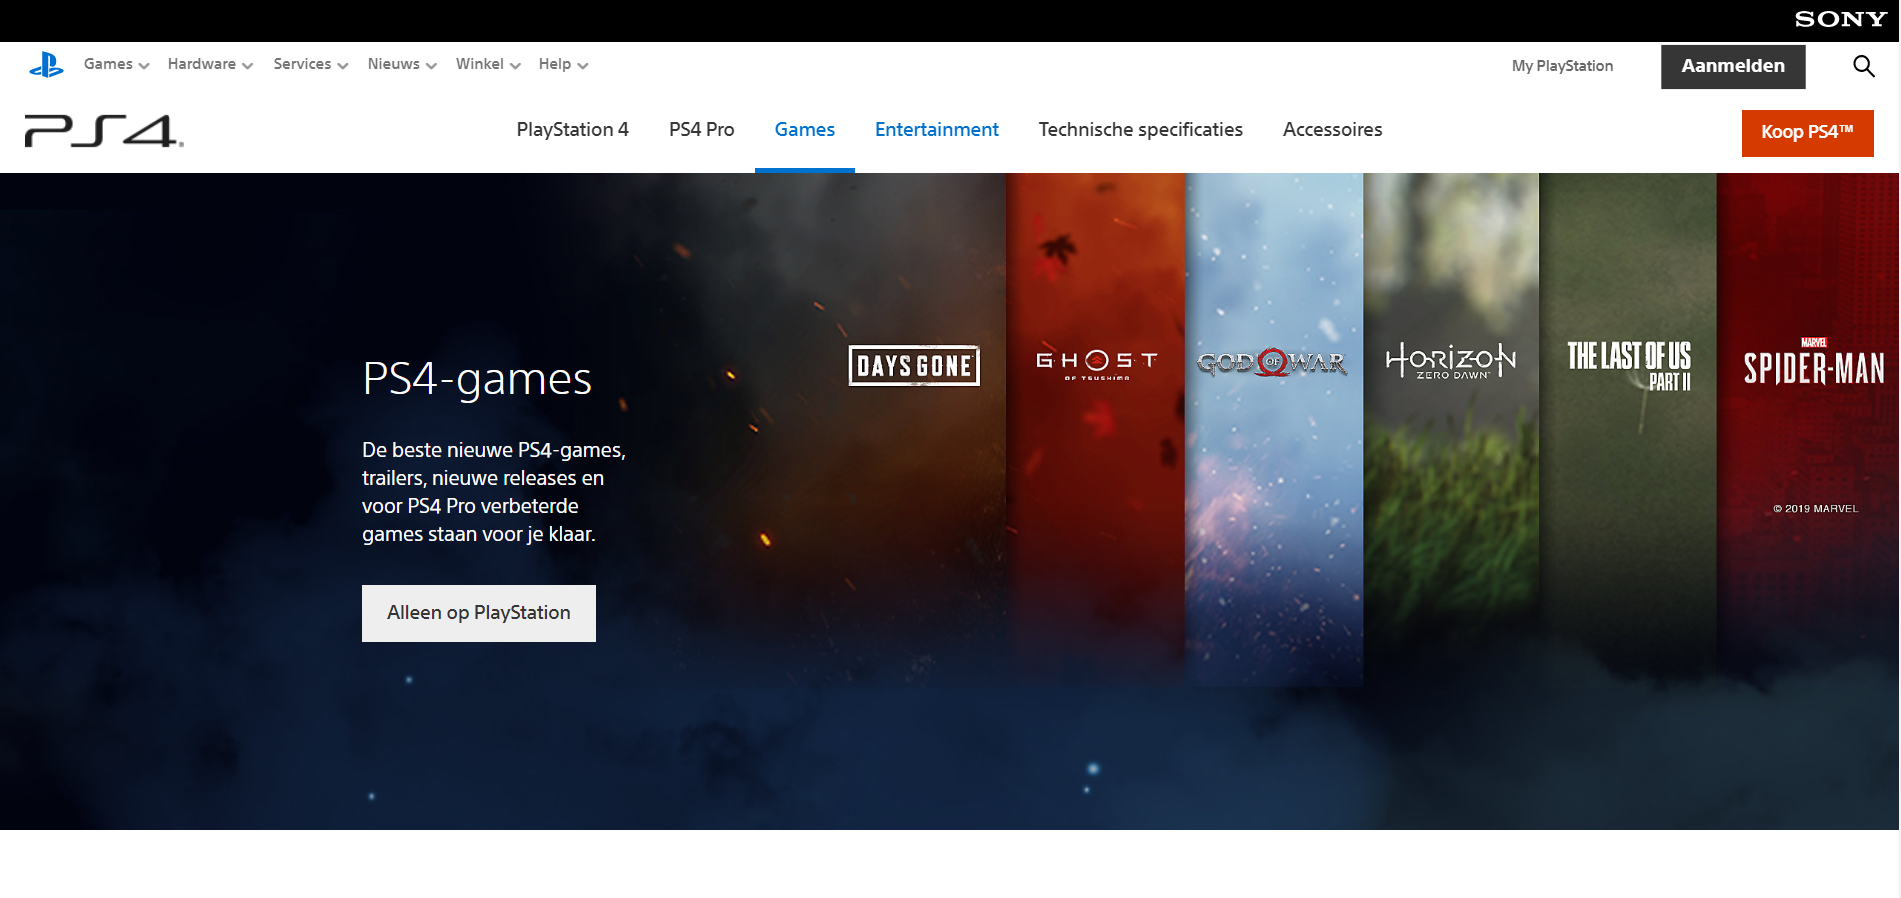 SONY
Games
Hardware
Services
Nieuws
Winkel
Help
My PlayStation
Aanmelden
PS4
PlayStation 4
PS4 Pro
Games
Entertainment
Technische specificaties
Accessoires
Koop PS4™
PS4-games
De beste nieuwe PS4-games,
trailers, nieuwe releases en
voor PS4 Pro verbeterde
games staan voor je klaar.
Alleen op PlayStation
DAYS GONE
GHOST
OF TSUSHIMA
GOD OF WAR
HORIZON
ZERO DAWN™
THE LAST OF US
PART II
MARVEL
SPIDER-MAN
© 2019 MARVEL